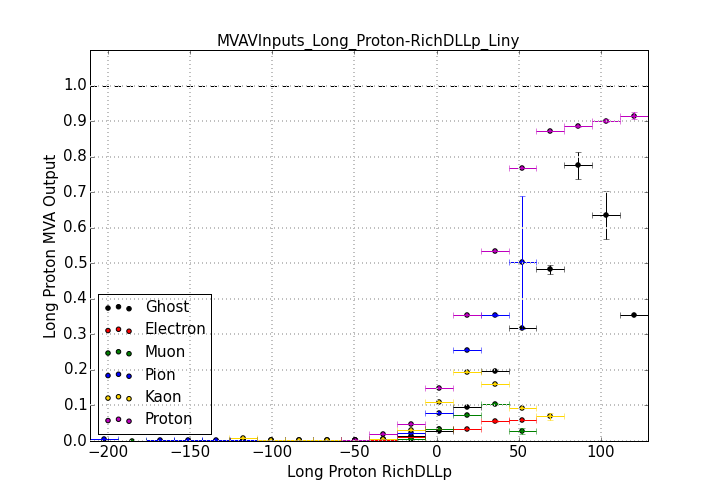 MVAVInputs_Long_Proton-RichDLLp_Liny
Long Proton MVA Output
1.0
0.9
0.8
0.7
0.6
0.5
0.4
0.3
0.2
0.1
0.0
Ghost
Electron
Muon
Pion
Kaon
Proton
−200 −150 −100 −50 0 50 100
Long Proton RichDLLp